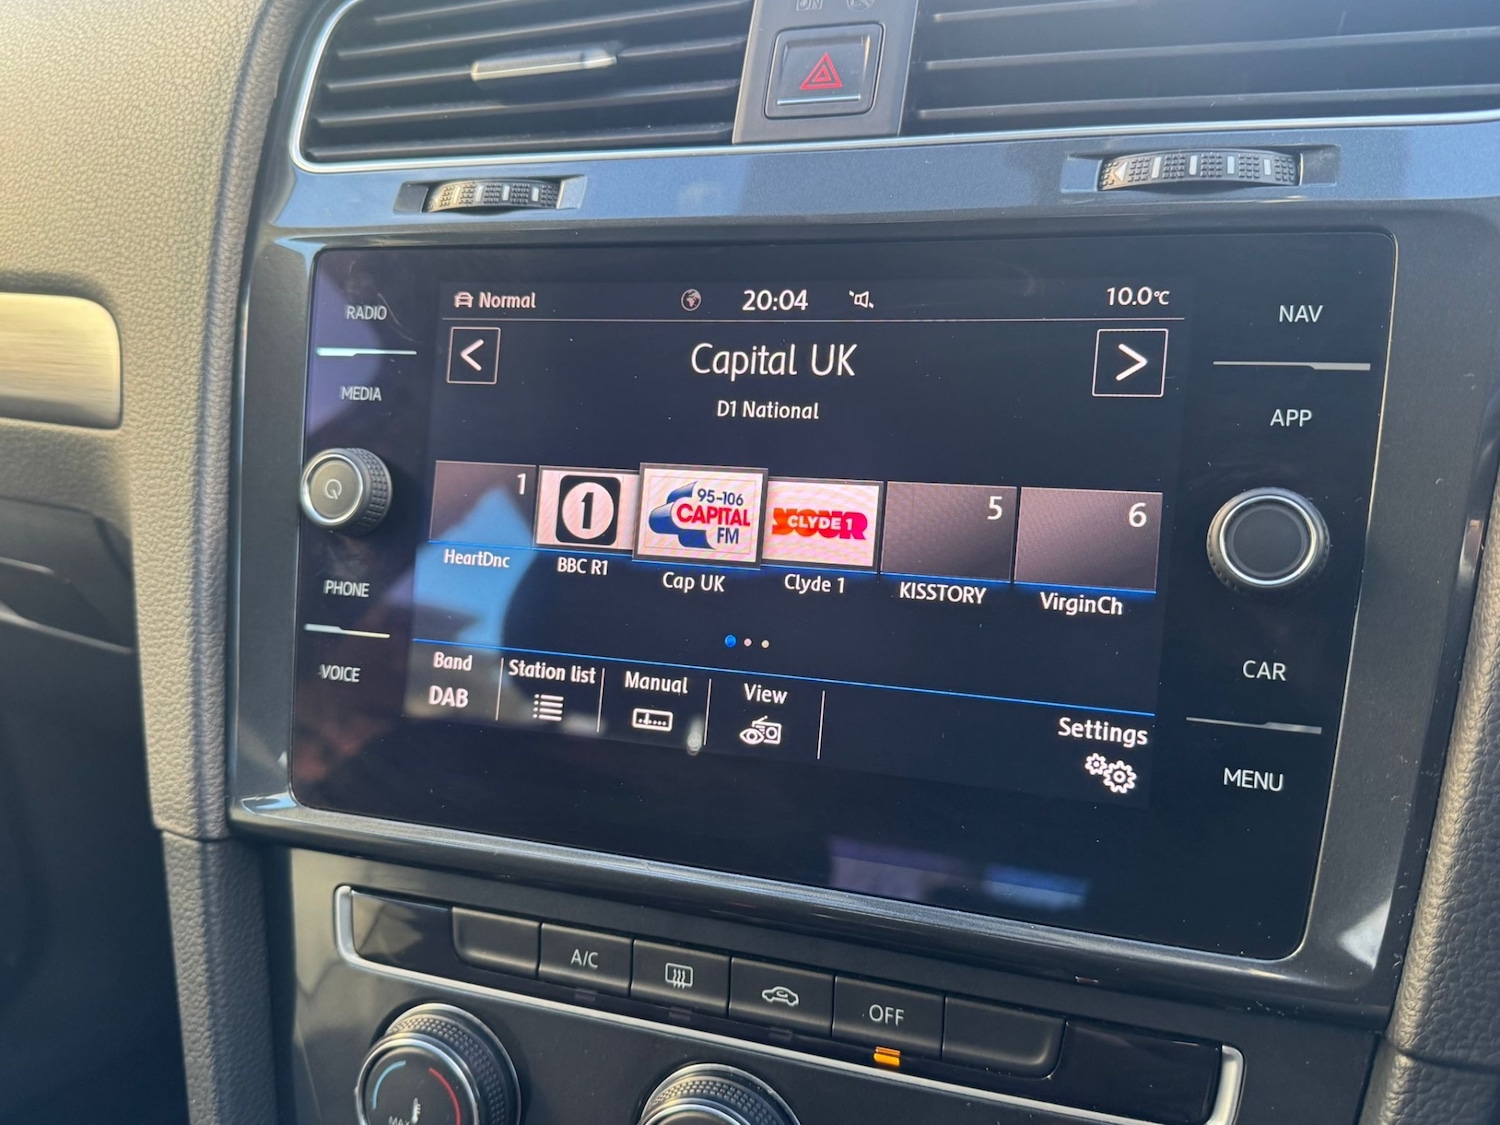 RADIO
MEDIA
PHONE
VOICE
Normal 20:04 10.0°C
Capital UK
D1 National
1
HeartDnc
1
BBC R1
95-106
CAPITAL
FM
Cap UK
YOUR
CLYDE 1
Clyde 1
5
KISSTORY
6
VirginCh
Band
DAB
Station list
Manual
View
Settings
NAV
APP
CAR
MENU
A/C
OFF